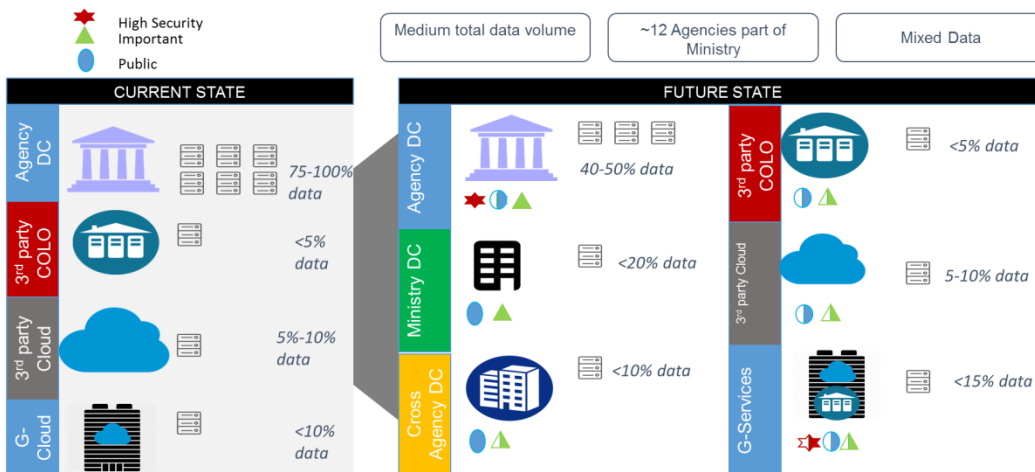 High Security
Important
Public
Medium total data volume
~12 Agencies part of
Ministry
Mixed Data
CURRENT STATE
Agency
DC
75-100%
data
3rd party
COLO
<5%
data
3rd party
Cloud
5%-10%
data
G-
Cloud
<10%
data
FUTURE STATE
Agency DC
40-50% data
Ministry DC
<20% data
Cross
Agency DC
<10% data
3rd party
COLO
<5% data
3rd party Cloud
5-10% data
G-Services
<15% data